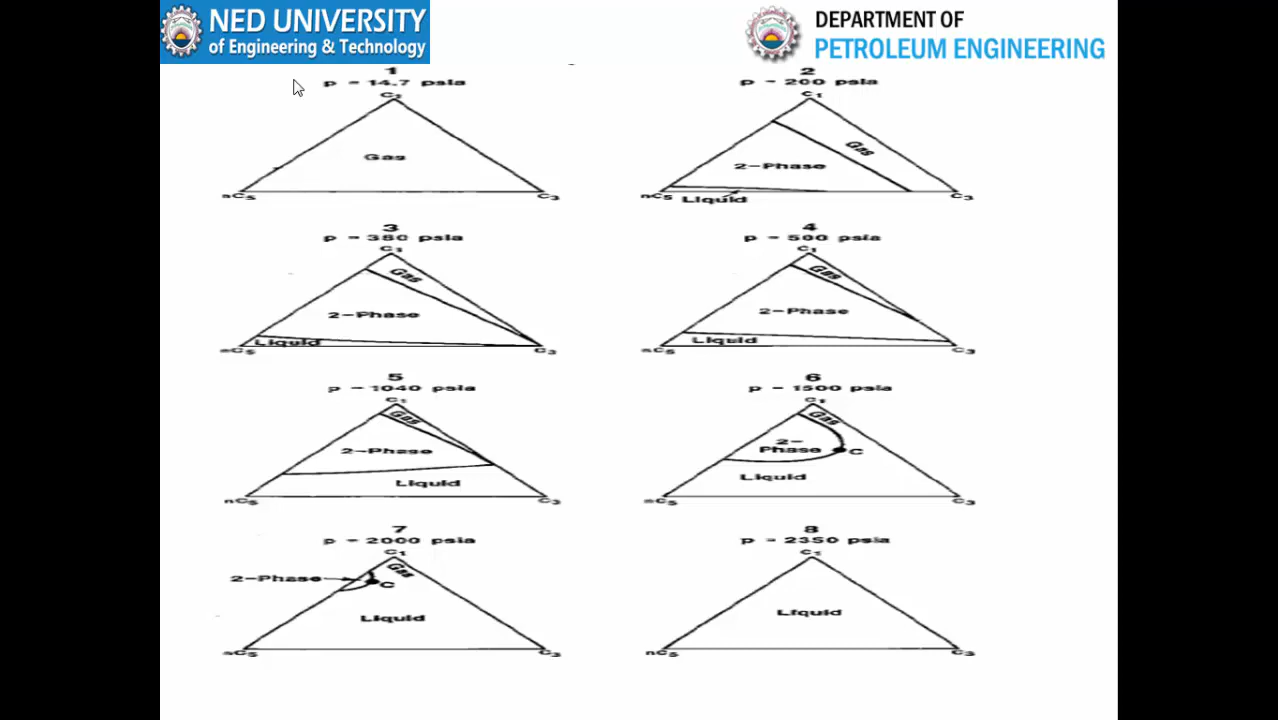 NED UNIVERSITY
of Engineering & Technology
DEPARTMENT OF
PETROLEUM ENGINEERING
1
p = 14.7 psia
C₁
Gas
nC₅
C₃
2
p = 200 psia
C₁
Gas
2-Phase
nC₅
Liquid
C₃
3
p = 380 psia
C₁
Gas
2-Phase
Liquid
nC₅
C₃
4
p = 500 psia
C₁
Gas
2-Phase
Liquid
nC₅
C₃
5
p = 1040 psia
C₁
Gas
2-Phase
Liquid
nC₅
C₃
6
p = 1500 psia
C₁
Gas
2-
Phase
C
Liquid
nC₅
C₃
7
p = 2000 psia
C₁
Gas
2-Phase
C
Liquid
nC₅
C₃
8
p = 2350 psia
C₁
Liquid
nC₅
C₃